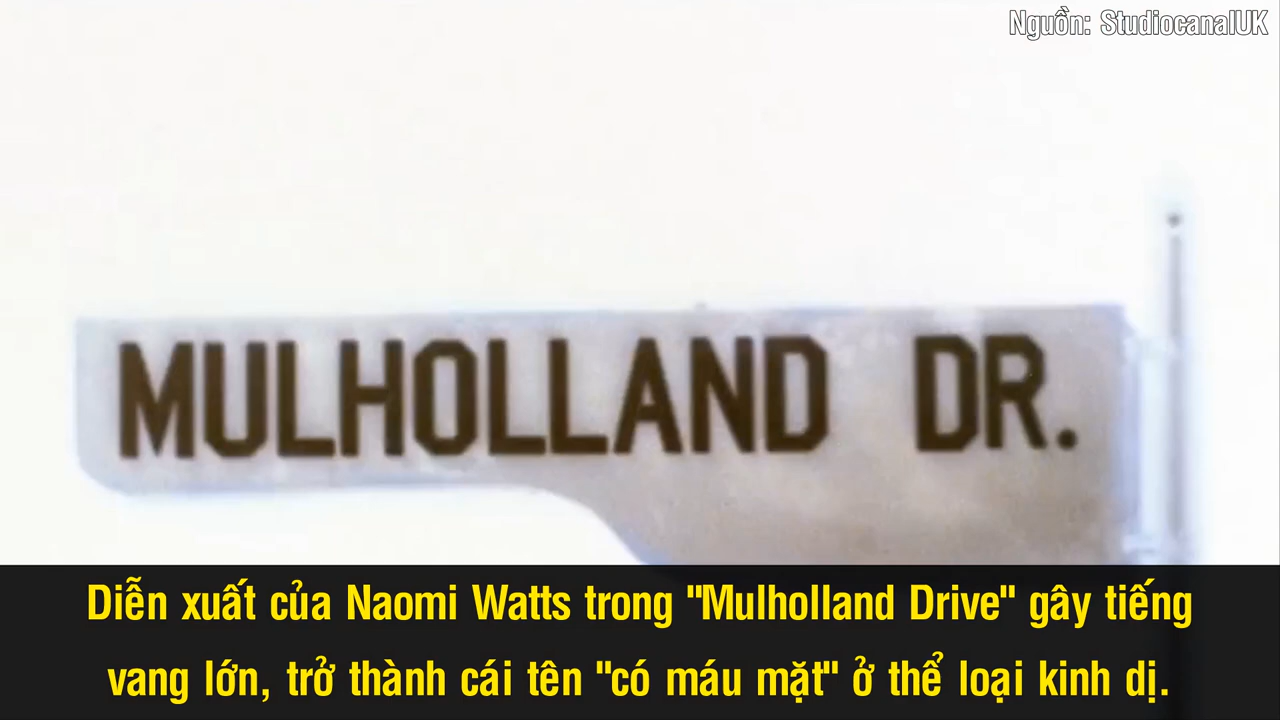 Nguồn: StudiocanalUK
MULHOLLAND DR.
Diễn xuất của Naomi Watts trong "Mulholland Drive" gây tiếng
vang lớn, trở thành cái tên "có máu mặt" ở thể loại kinh dị.